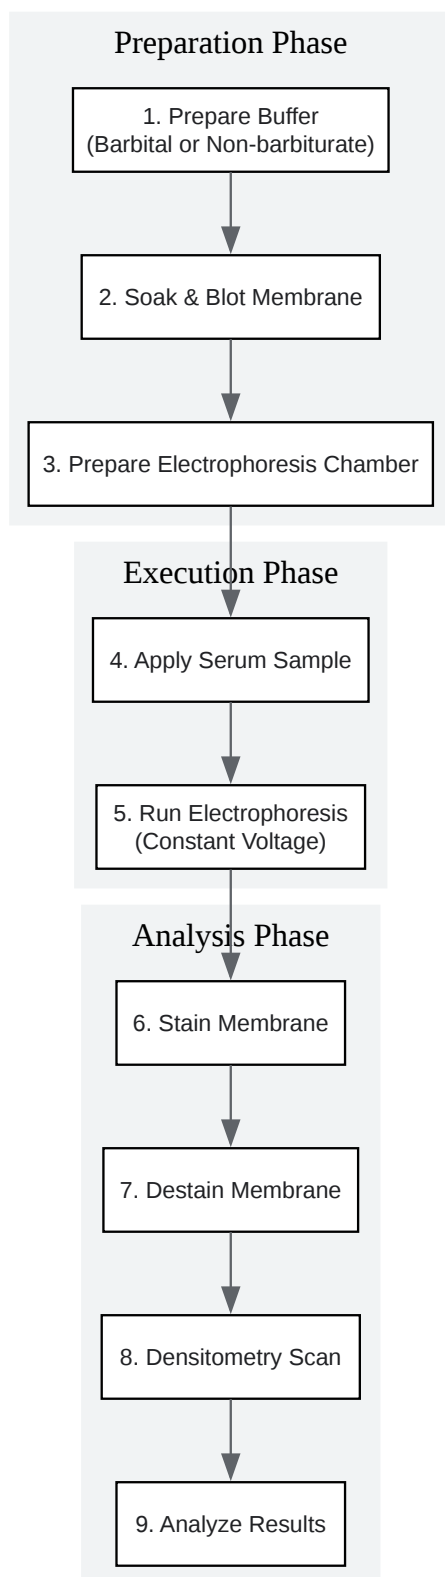 Preparation Phase
1. Prepare Buffer
(Barbital or Non-barbiturate)
2. Soak & Blot Membrane
3. Prepare Electrophoresis Chamber
Execution Phase
4. Apply Serum Sample
5. Run Electrophoresis
(Constant Voltage)
Analysis Phase
6. Stain Membrane
7. Destain Membrane
8. Densitometry Scan
9. Analyze Results